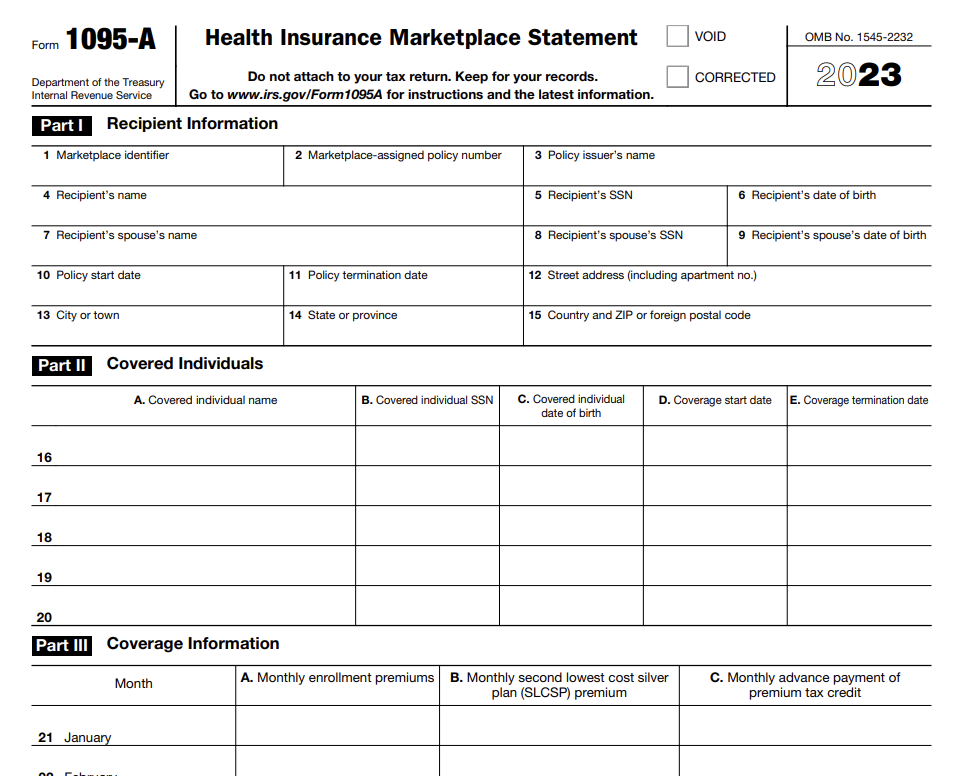 Form 1095-A
Department of the Treasury
Internal Revenue Service
Health Insurance Marketplace Statement
Do not attach to your tax return. Keep for your records.
Go to www.irs.gov/Form1095A for instructions and the latest information.
VOID
CORRECTED
OMB No. 1545-2232
2023
Part I Recipient Information
1 Marketplace identifier
2 Marketplace-assigned policy number
3 Policy issuer's name
4 Recipient's name
5 Recipient's SSN
6 Recipient's date of birth
7 Recipient's spouse's name
8 Recipient's spouse's SSN
9 Recipient's spouse's date of birth
10 Policy start date
11 Policy termination date
12 Street address (including apartment no.)
13 City or town
14 State or province
15 Country and ZIP or foreign postal code
Part II Covered Individuals
A. Covered individual name
B. Covered individual SSN
C. Covered individual
date of birth
D. Coverage start date
E. Coverage termination date
16
17
18
19
20
Part III Coverage Information
Month
A. Monthly enrollment premiums
B. Monthly second lowest cost silver
plan (SLCSP) premium
C. Monthly advance payment of
premium tax credit
21 January
22 February